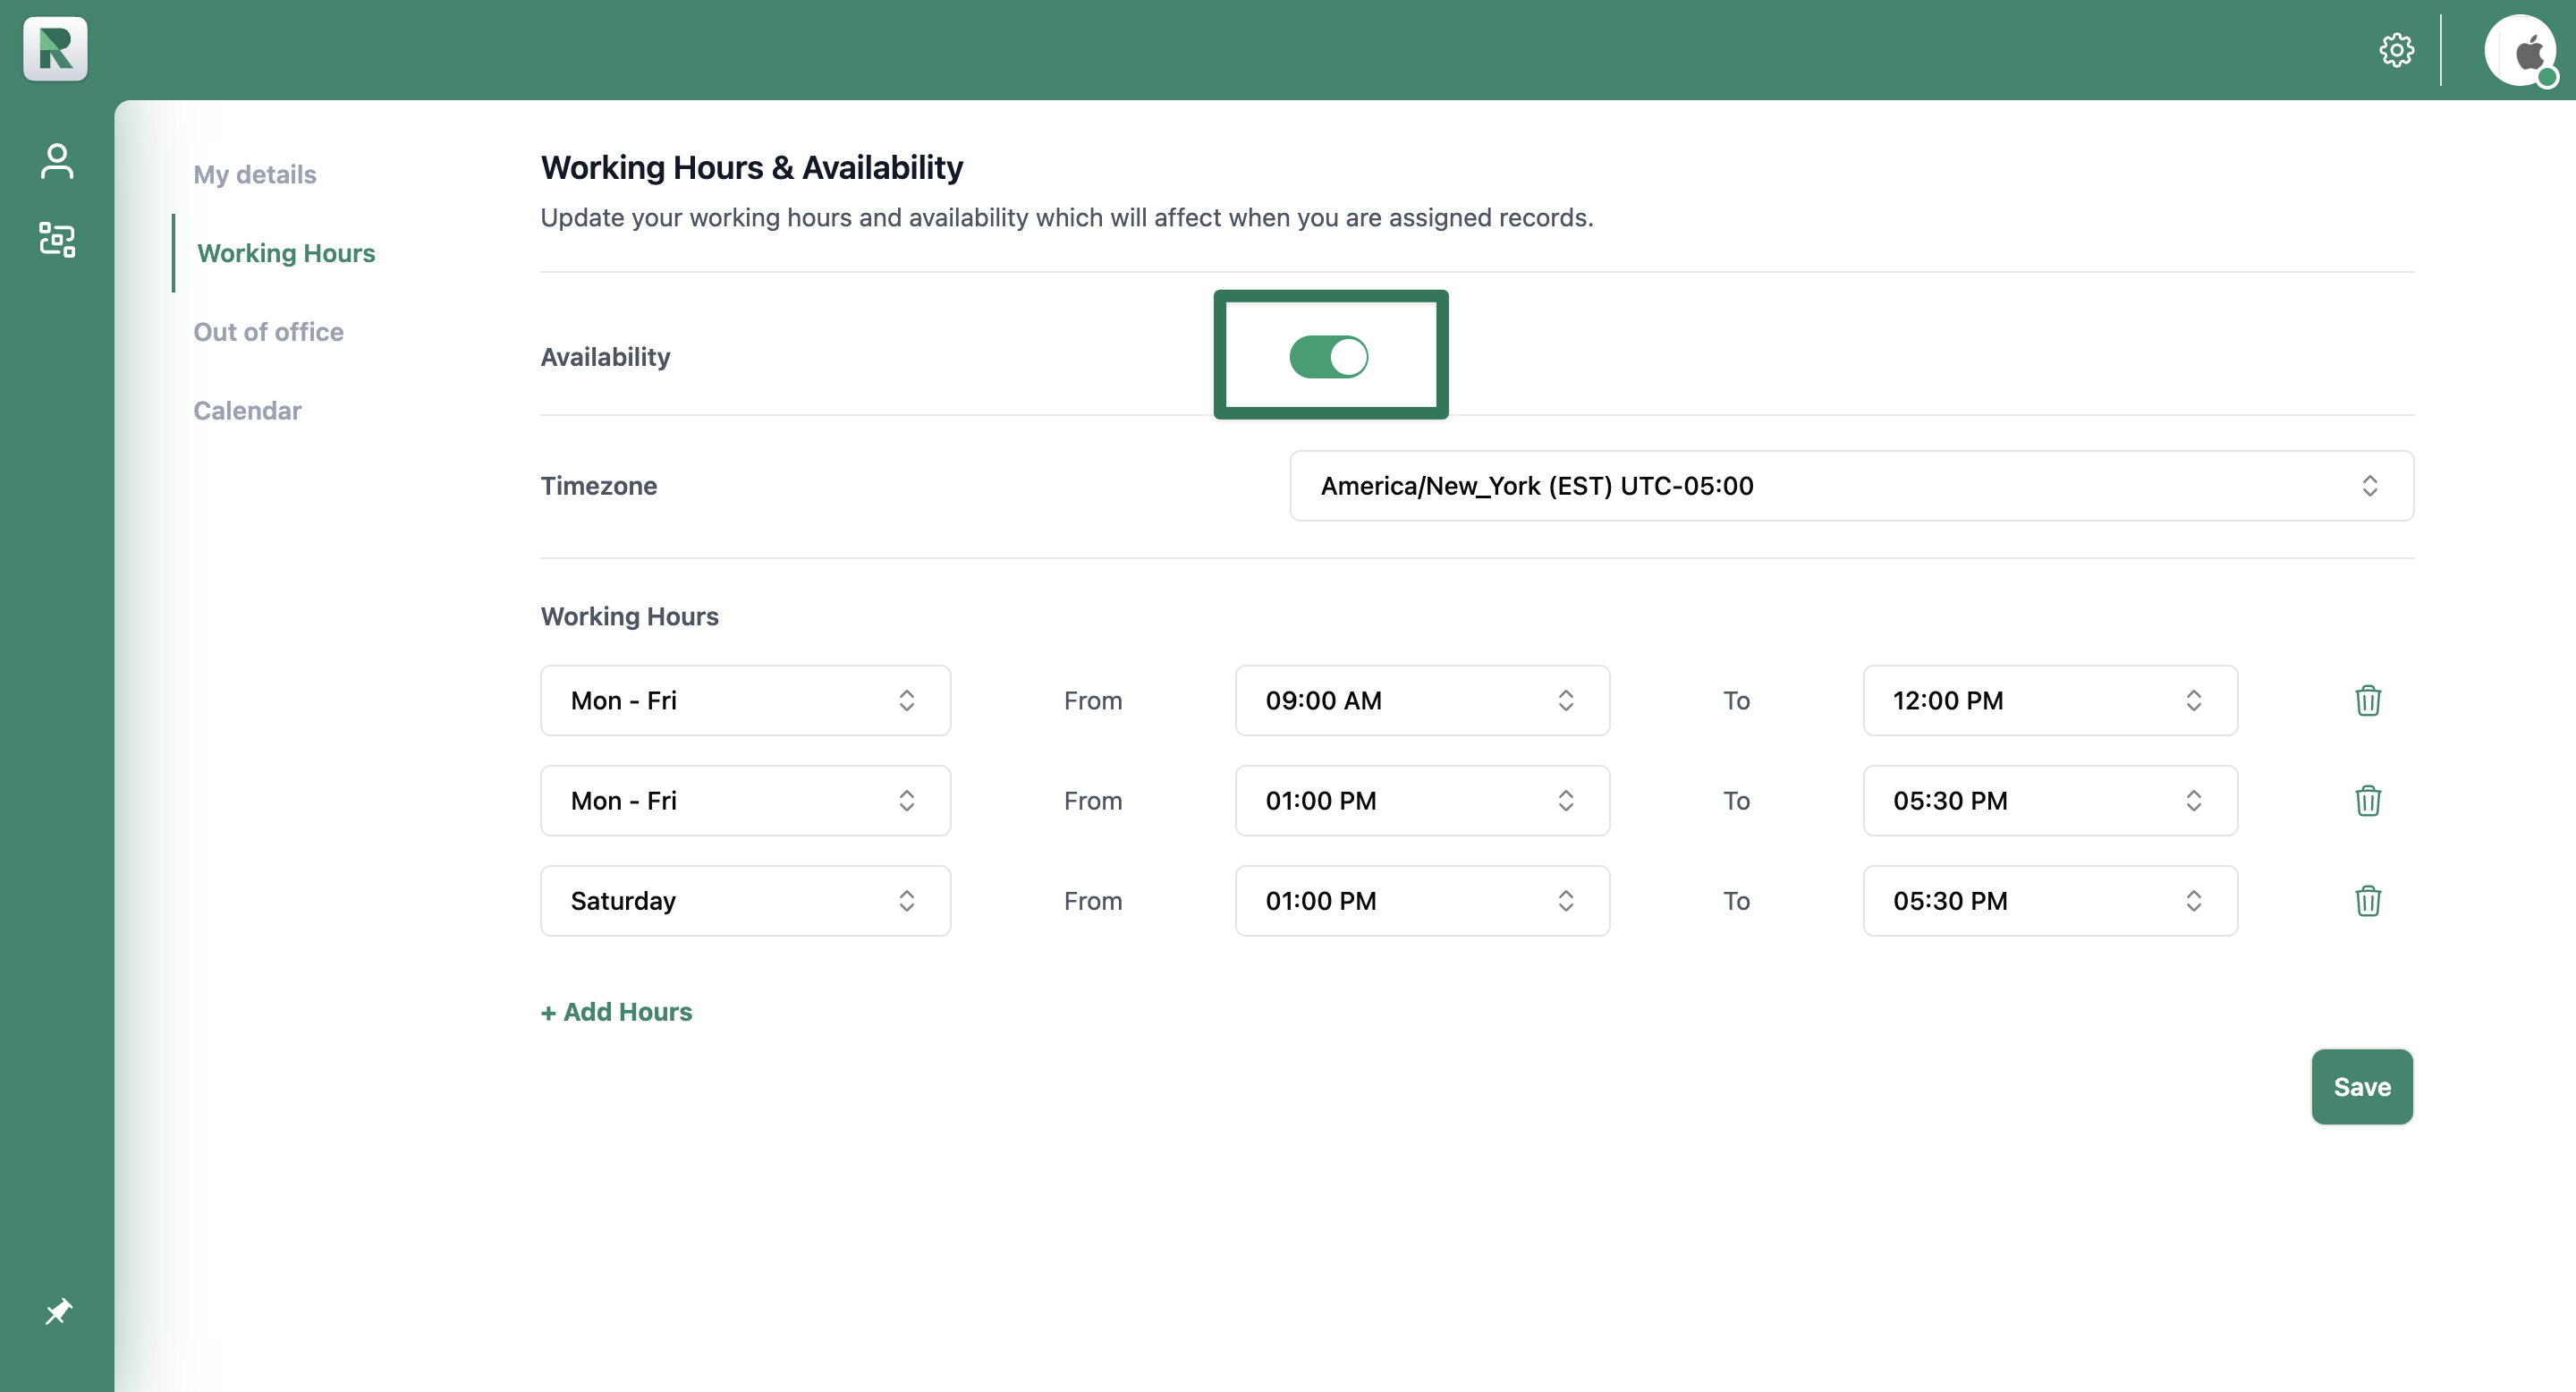 R
My details
Working Hours
Out of office
Calendar
Working Hours & Availability
Update your working hours and availability which will affect when you are assigned records.
Availability
Timezone
America/New_York (EST) UTC-05:00
Working Hours
Mon - Fri From 09:00 AM To 12:00 PM
Mon - Fri From 01:00 PM To 05:30 PM
Saturday From 01:00 PM To 05:30 PM
+ Add Hours
Save